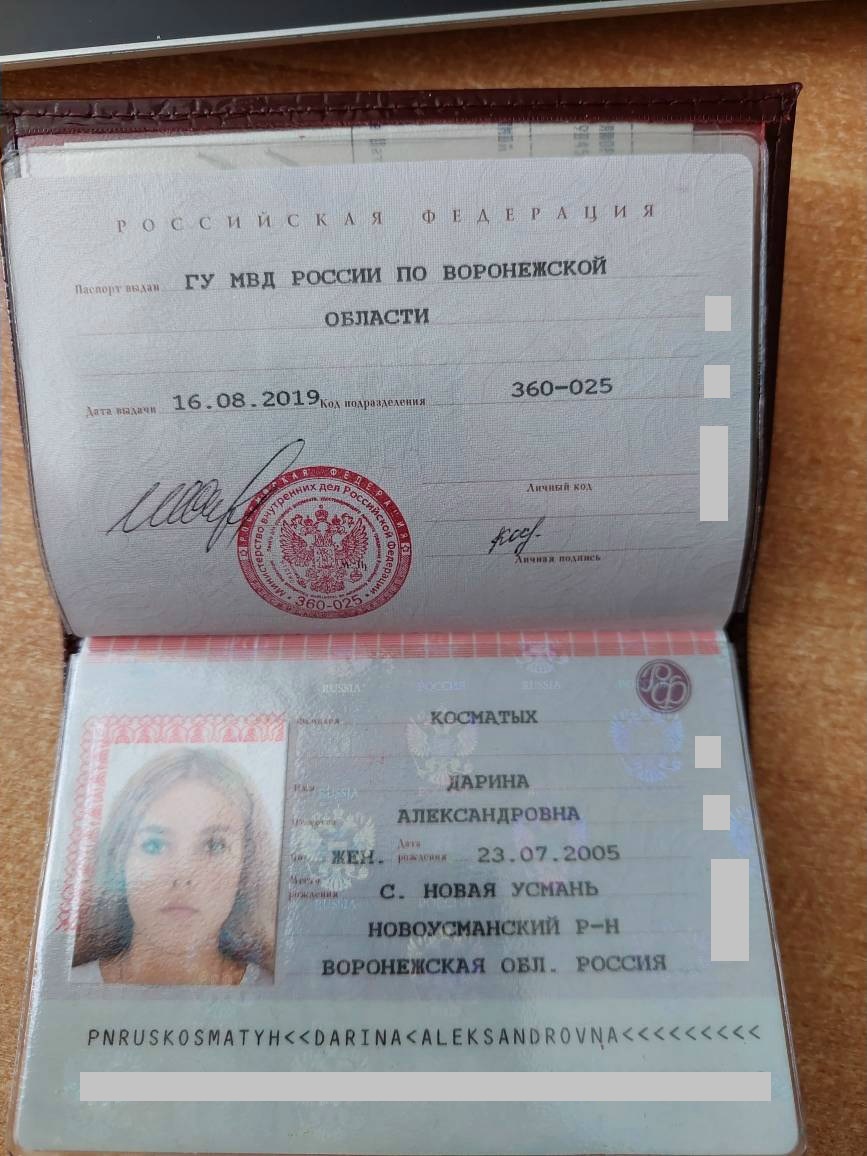 РОССИЙСКАЯ ФЕДЕРАЦИЯ
Паспорт выдан ГУ МВД РОССИИ ПО ВОРОНЕЖСКОЙ
ОБЛАСТИ
Дата выдачи 16.08.2019 Код подразделения 360-025
Личный код
Личная подпись
РОССИЙСКАЯ ФЕДЕРАЦИЯ
Министерство внутренних дел Российской Федерации
360-025
RUSSIA РОССИЯ RUSSIA
Фамилия КОСМАТЫХ
Имя ДАРИНА
Отчество АЛЕКСАНДРОВНА
Пол ЖЕН. Дата рождения 23.07.2005
Место рождения С. НОВАЯ УСМАНЬ
НОВОУСМАНСКИЙ Р-Н
ВОРОНЕЖСКАЯ ОБЛ. РОССИЯ
PNRUSKOSMATYH<<DARINA<ALEKSANDROVNA<<<<<<<<<